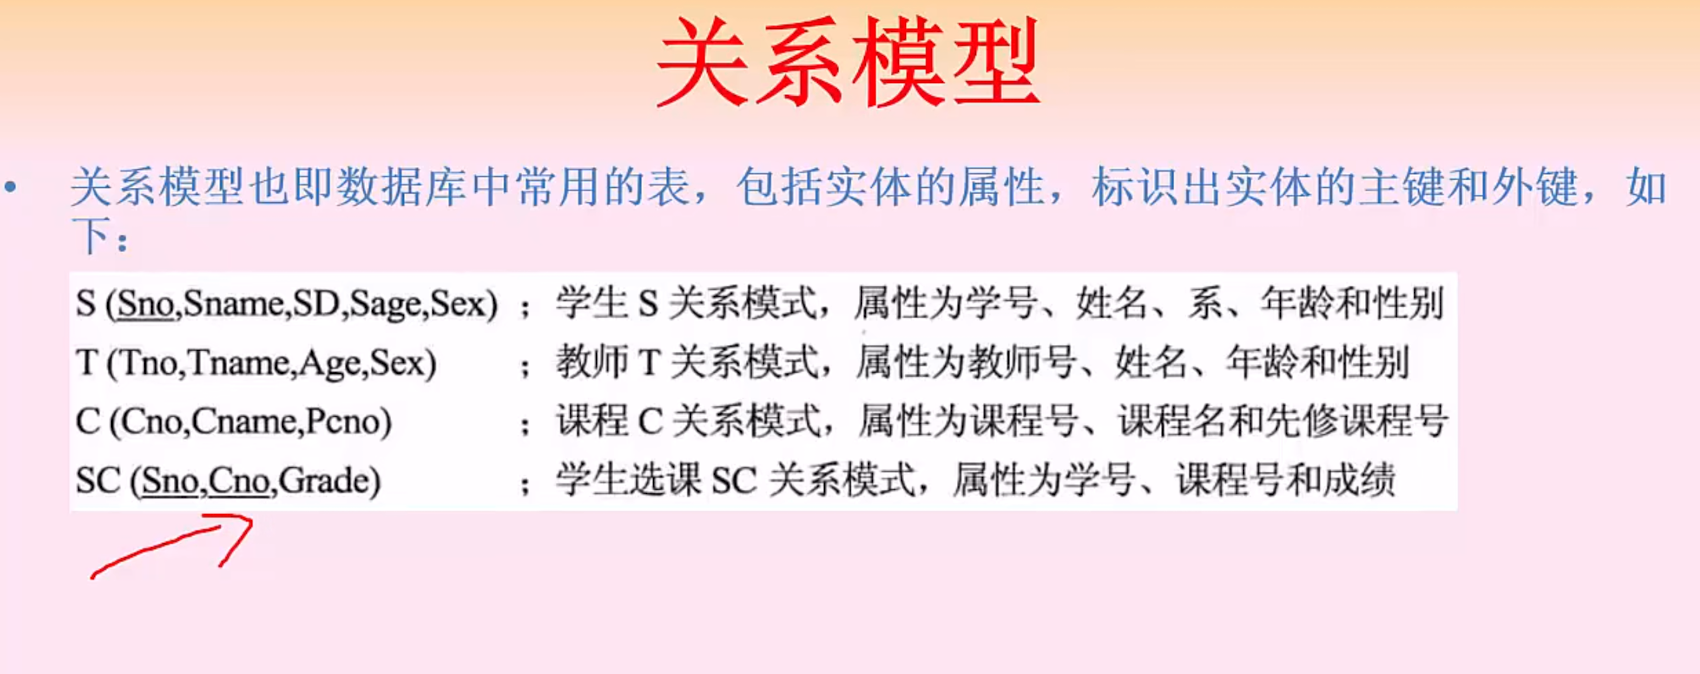 关系模型
• 关系模型也即数据库中常用的表，包括实体的属性，标识出实体的主键和外键，如
下：
S (Sno,Sname,SD,Sage,Sex) ；学生 S 关系模式，属性为学号、姓名、系、年龄和性别
T (Tno,Tname,Age,Sex) ；教师 T 关系模式，属性为教师号、姓名、年龄和性别
C (Cno,Cname,Pcno) ；课程 C 关系模式，属性为课程号、课程名和先修课程号
SC (Sno,Cno,Grade) ；学生选课 SC 关系模式，属性为学号、课程号和成绩